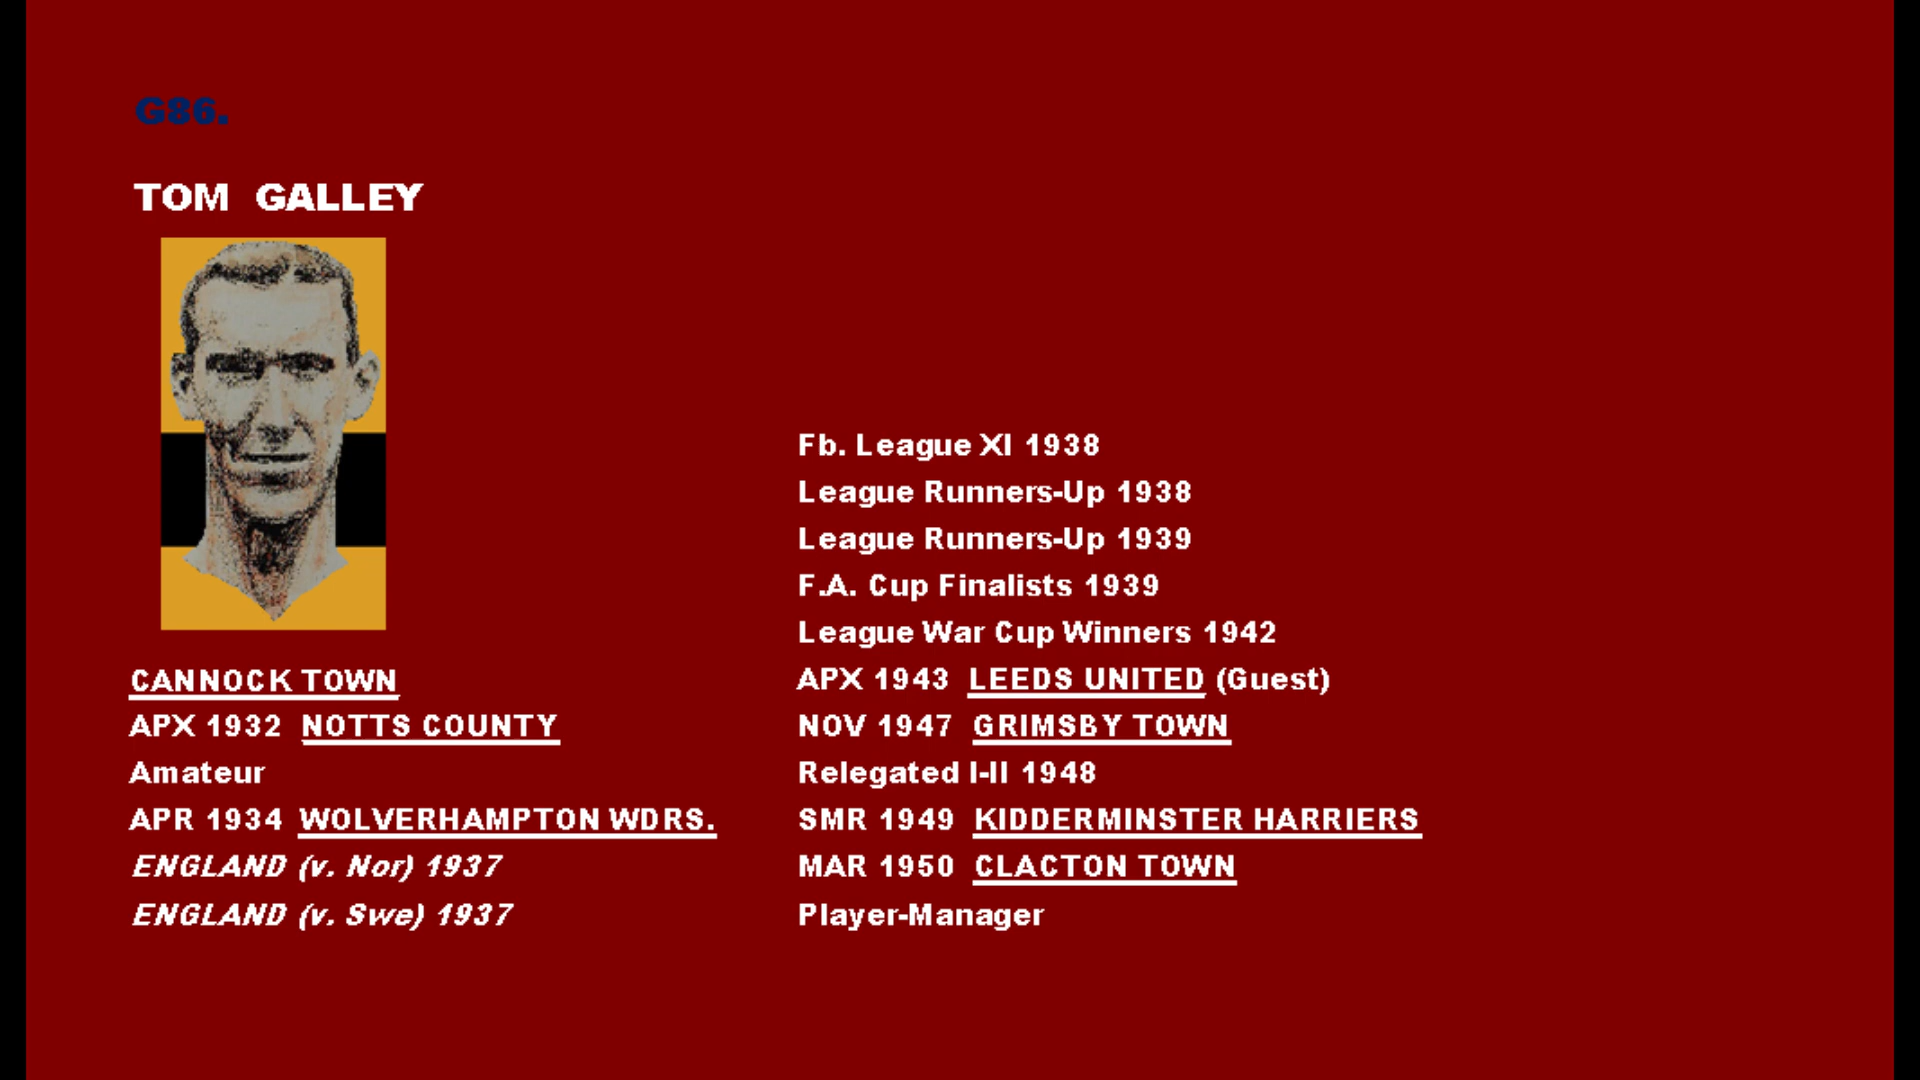 G86.
TOM GALLEY
CANNOCK TOWN
APX 1932 NOTTS COUNTY
Amateur
APR 1934 WOLVERHAMPTON WDRS.
ENGLAND (v. Nor) 1937
ENGLAND (v. Swe) 1937
Fb. League XI 1938
League Runners-Up 1938
League Runners-Up 1939
F.A. Cup Finalists 1939
League War Cup Winners 1942
APX 1943 LEEDS UNITED (Guest)
NOV 1947 GRIMSBY TOWN
Relegated I-II 1948
SMR 1949 KIDDERMINSTER HARRIERS
MAR 1950 CLACTON TOWN
Player-Manager